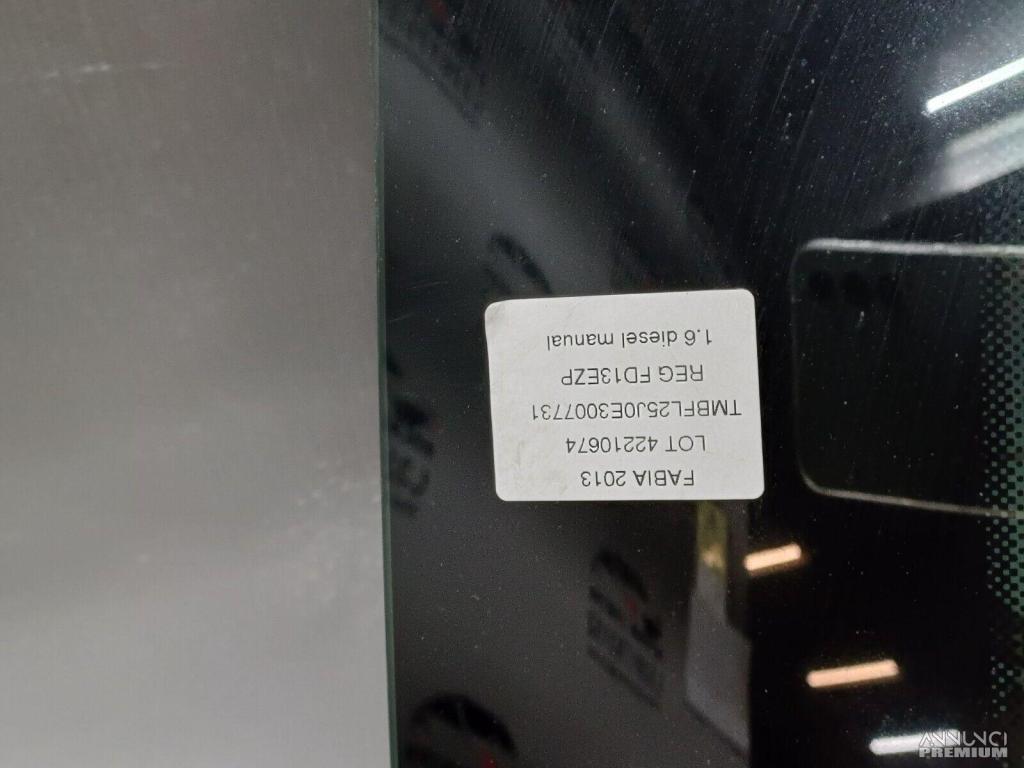 FABIA 2013
LOT 42210674
TMBFL25J0E3007731
REG FD13EZP
1.6 diesel manual
ANNUNCI
PREMIUM